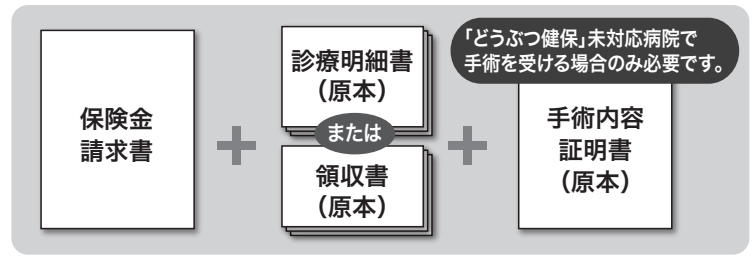 保険金
請求書
診療明細書
（原本）
または
領収書
（原本）
「どうぶつ健保」未対応病院で
手術を受ける場合のみ必要です。
手術内容
証明書
（原本）